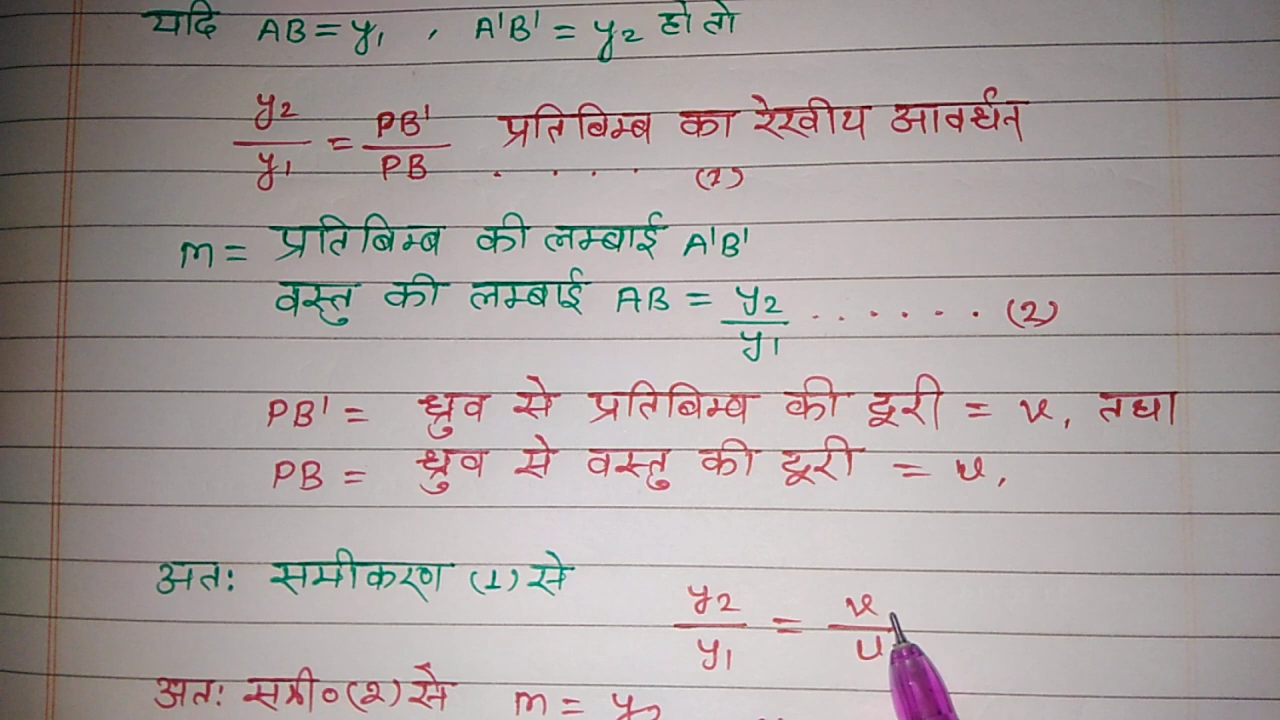 यदि AB = y₁ , A'B' = y₂ हो तो
y₂/y₁ = PB'/PB प्रतिबिम्ब का रेखीय आवर्धन
. . . . (1)
m = प्रतिबिम्ब की लम्बाई A'B'
वस्तु की लम्बाई AB = y₂/y₁ . . . . . . . (2)
PB' = ध्रुव से प्रतिबिम्ब की दूरी = v, तथा
PB = ध्रुव से वस्तु की दूरी = u,
अतः समीकरण (1) से
y₂/y₁ = v/u
अतः समी० (2) से m = y₂